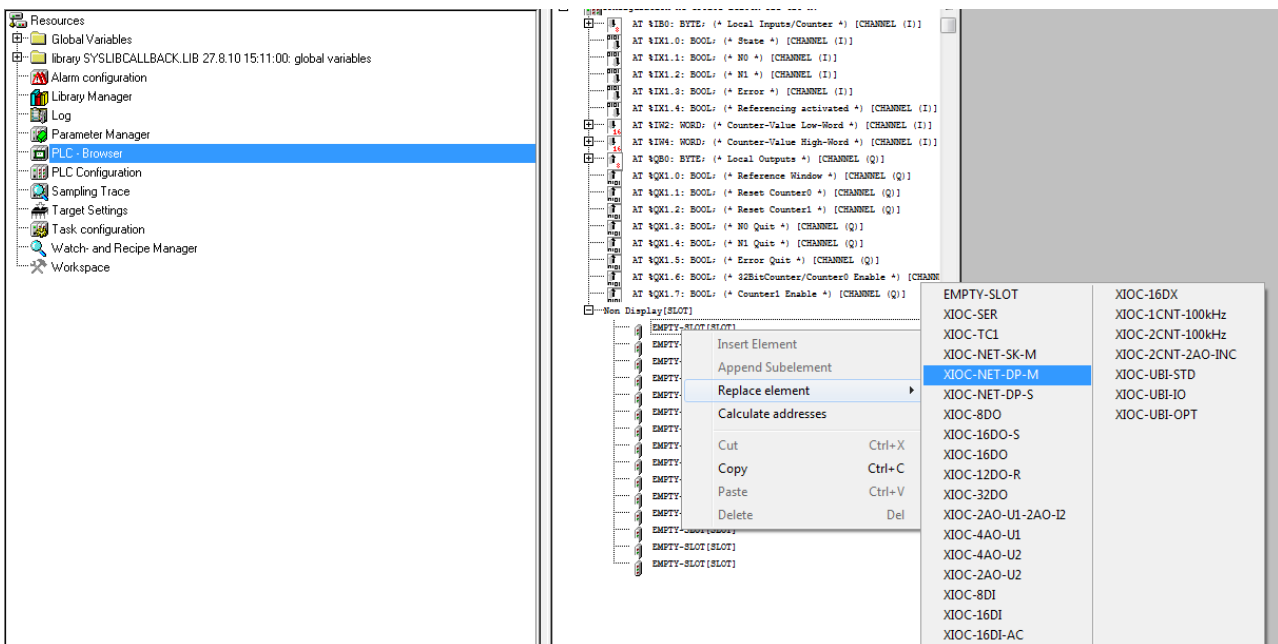 Resources
Global Variables
library SYSLIBCALLBACK.LIB 27.8.10 15:11:00: global variables
Alarm configuration
Library Manager
Log
Parameter Manager
PLC - Browser
PLC Configuration
Sampling Trace
Target Settings
Task configuration
Watch- and Recipe Manager
Workspace
AT %IB0: BYTE; (* Local Inputs/Counter *) [CHANNEL (I)]
AT %IX1.0: BOOL; (* State *) [CHANNEL (I)]
AT %IX1.1: BOOL; (* N0 *) [CHANNEL (I)]
AT %IX1.2: BOOL; (* N1 *) [CHANNEL (I)]
AT %IX1.3: BOOL; (* Error *) [CHANNEL (I)]
AT %IX1.4: BOOL; (* Referencing activated *) [CHANNEL (I)]
AT %IW2: WORD; (* Counter-Value Low-Word *) [CHANNEL (I)]
AT %IW4: WORD; (* Counter-Value High-Word *) [CHANNEL (I)]
AT %QB0: BYTE; (* Local Outputs *) [CHANNEL (Q)]
AT %QX1.0: BOOL; (* Reference Window *) [CHANNEL (Q)]
AT %QX1.1: BOOL; (* Reset Counter0 *) [CHANNEL (Q)]
AT %QX1.2: BOOL; (* Reset Counter1 *) [CHANNEL (Q)]
AT %QX1.3: BOOL; (* N0 Quit *) [CHANNEL (Q)]
AT %QX1.4: BOOL; (* N1 Quit *) [CHANNEL (Q)]
AT %QX1.5: BOOL; (* Error Quit *) [CHANNEL (Q)]
AT %QX1.6: BOOL; (* 32BitCounter/Counter0 Enable *) [CHANN
AT %QX1.7: BOOL; (* Counter1 Enable *) [CHANNEL (Q)]
Non Display[SLOT]
EMPTY-SLOT[SLOT]
EMPTY-
EMPTY-
EMPTY-
EMPTY-
EMPTY-
EMPTY-
EMPTY-
EMPTY-
EMPTY-
EMPTY-
EMPTY-
EMPTY-SLOT[SLOT]
EMPTY-SLOT[SLOT]
EMPTY-SLOT[SLOT]
Insert Element
Append Subelement
Replace element
Calculate addresses
Cut Ctrl+X
Copy Ctrl+C
Paste Ctrl+V
Delete Del
EMPTY-SLOT
XIOC-SER
XIOC-TC1
XIOC-NET-SK-M
XIOC-NET-DP-M
XIOC-NET-DP-S
XIOC-8DO
XIOC-16DO-S
XIOC-16DO
XIOC-12DO-R
XIOC-32DO
XIOC-2AO-U1-2AO-I2
XIOC-4AO-U1
XIOC-4AO-U2
XIOC-2AO-U2
XIOC-8DI
XIOC-16DI
XIOC-16DI-AC
XIOC-16DX
XIOC-1CNT-100kHz
XIOC-2CNT-100kHz
XIOC-2CNT-2AO-INC
XIOC-UBI-STD
XIOC-UBI-IO
XIOC-UBI-OPT